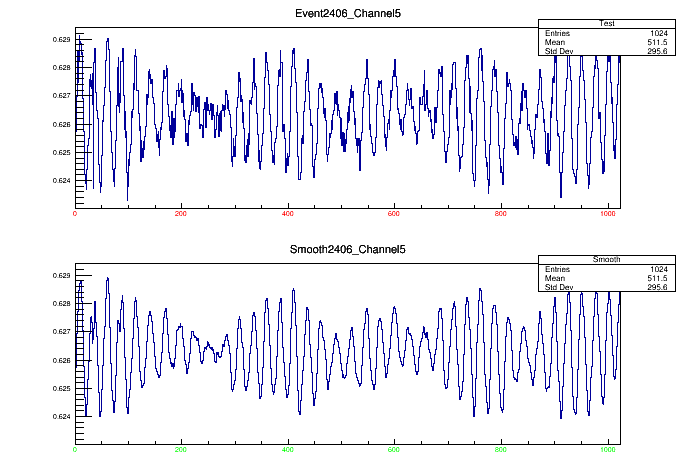 Event2406_Channel5
Test
Entries 1024
Mean 511.5
Std Dev 295.6
0.629
0.628
0.627
0.626
0.625
0.624
0 200 400 600 800 1000
Smooth2406_Channel5
Smooth
Entries 1024
Mean 511.5
Std Dev 295.6
0.629
0.628
0.627
0.626
0.625
0.624
0 200 400 600 800 1000